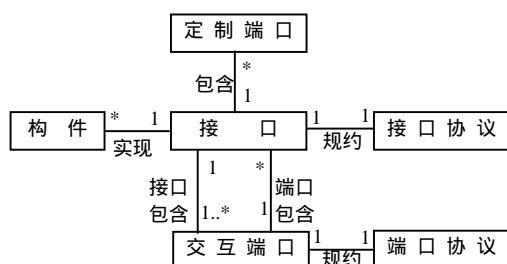 定制端口
*
包含
1
构件
*
1
实现
接口
1
1
规约
接口协议
1
*
接口
端口
包含
1..*
1
包含
交互端口
1
1
规约
端口协议